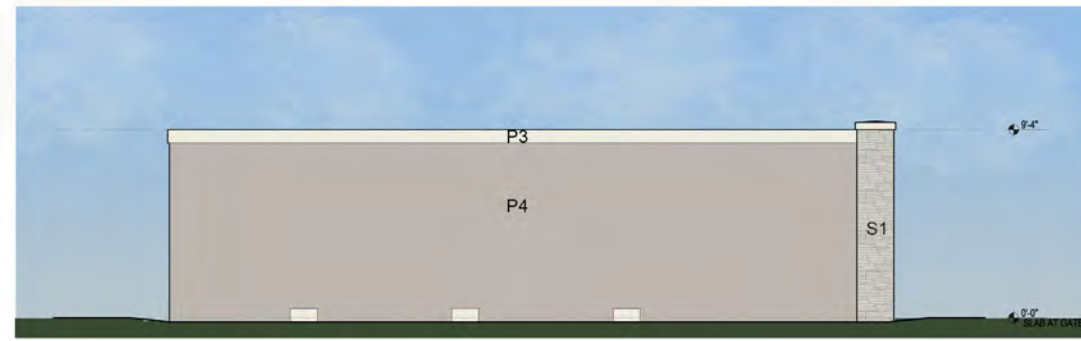 P3
9'-4"
P4
S1
0'-0"
SLAB AT GATE